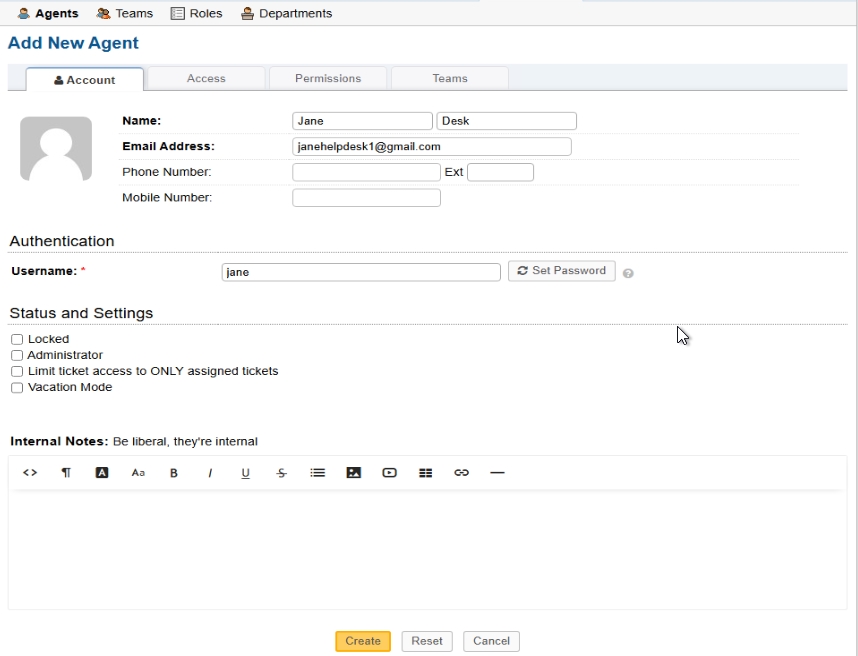 Agents Teams Roles Departments
Add New Agent
Account Access Permissions Teams
Name: Jane Desk
Email Address: janehelpdesk1@gmail.com
Phone Number: Ext
Mobile Number:
Authentication
Username: * jane Set Password ?
Status and Settings
Locked
Administrator
Limit ticket access to ONLY assigned tickets
Vacation Mode
Internal Notes: Be liberal, they're internal
<> ¶ A Aa B I U S
Create Reset Cancel